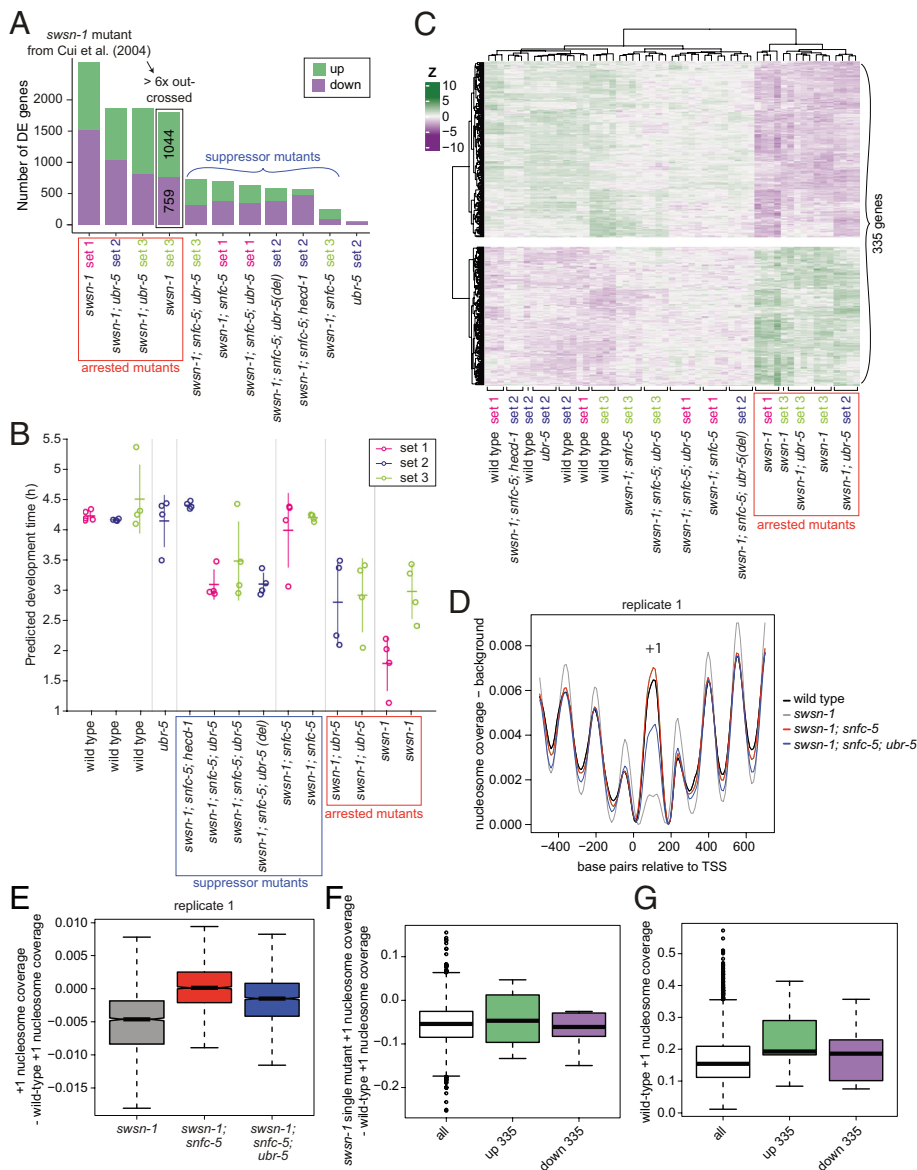 A
swsn-1 mutant
from Cui et al. (2004)
> 6x out-
crossed
up
down
Number of DE genes
2000
1500
1000
500
0
1044
759
suppressor mutants
set 1
set 2
set 3
set 3
set 3
set 1
set 1
set 2
set 2
set 3
set 2
swsn-1
swsn-1; ubr-5
swsn-1; ubr-5
swsn-1
swsn-1; snfc-5; ubr-5
swsn-1; snfc-5
swsn-1; snfc-5; ubr-5
swsn-1; snfc-5; ubr-5(del)
swsn-1; snfc-5; hecd-1
swsn-1; snfc-5
ubr-5
arrested mutants
B
set 1
set 2
set 3
Predicted development time (h)
5
4
3
2
1
wild type
wild type
wild type
ubr-5
swsn-1; snfc-5; hecd-1
swsn-1; snfc-5; ubr-5
swsn-1; snfc-5; ubr-5
swsn-1; snfc-5; ubr-5 (del)
swsn-1; snfc-5
swsn-1; snfc-5
swsn-1; ubr-5
swsn-1; ubr-5
swsn-1
swsn-1
arrested mutants
suppressor mutants
C
Z
10
5
0
−5
−10
335 genes
set 1
set 2
set 2
set 2
set 2
set 1
set 3
set 3
set 3
set 1
set 1
set 2
set 1
set 3
set 3
set 3
set 2
wild type
swsn-1; snfc-5; hecd-1
wild type
ubr-5
wild type
wild type
wild type
swsn-1; snfc-5
swsn-1; snfc-5; ubr-5
swsn-1; snfc-5; ubr-5
swsn-1; snfc-5
swsn-1; snfc-5; ubr-5(del)
swsn-1
swsn-1
swsn-1; ubr-5
swsn-1
swsn-1; ubr-5
arrested mutants
D
replicate 1
nucleosome coverage − background
0.008
0.006
0.004
0.002
0.000
+1
−400 −200 0 200 400 600
base pairs relative to TSS
wild type
swsn-1
swsn-1; snfc-5
swsn-1; snfc-5; ubr-5
E
replicate 1
+1 nucleosome coverage
- wild-type +1 nucleosome coverage
0.005
0.000
−0.005
−0.010
−0.015
swsn-1
swsn-1;
snfc-5
swsn-1;
snfc-5;
ubr-5
F
swsn-1 single mutant +1 nucleosome coverage
- wild-type +1 nucleosome coverage
0.1
0.0
−0.1
−0.2
all
up 335
down 335
G
wild-type +1 nucleosome coverage
0.5
0.4
0.3
0.2
0.1
0.0
all
up 335
down 335